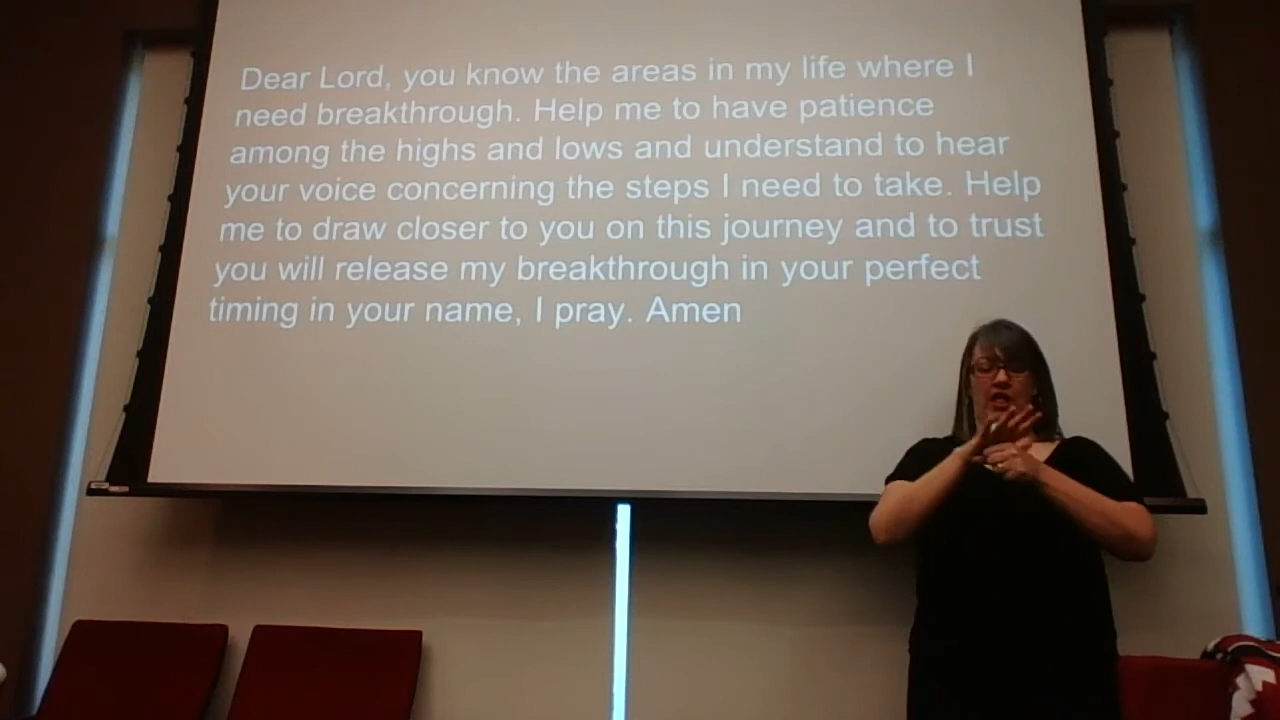 Dear Lord, you know the areas in my life where I
need breakthrough. Help me to have patience
among the highs and lows and understand to hear
your voice concerning the steps I need to take. Help
me to draw closer to you on this journey and to trust
you will release my breakthrough in your perfect
timing in your name, I pray. Amen